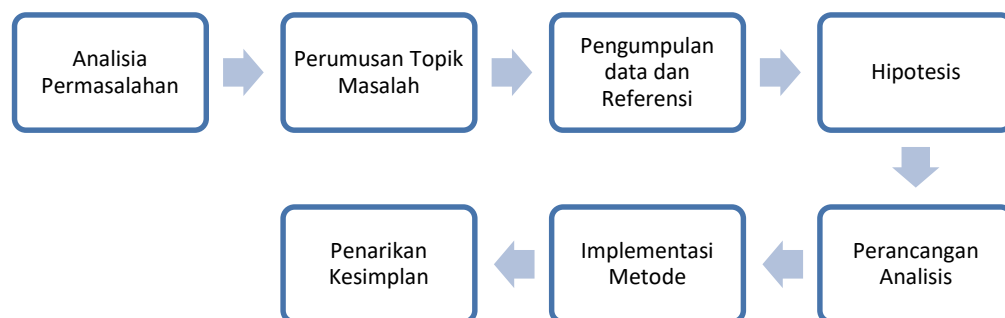 Analisia
Permasalahan
Perumusan Topik
Masalah
Pengumpulan
data dan
Referensi
Hipotesis
Perancangan
Analisis
Implementasi
Metode
Penarikan
Kesimplan